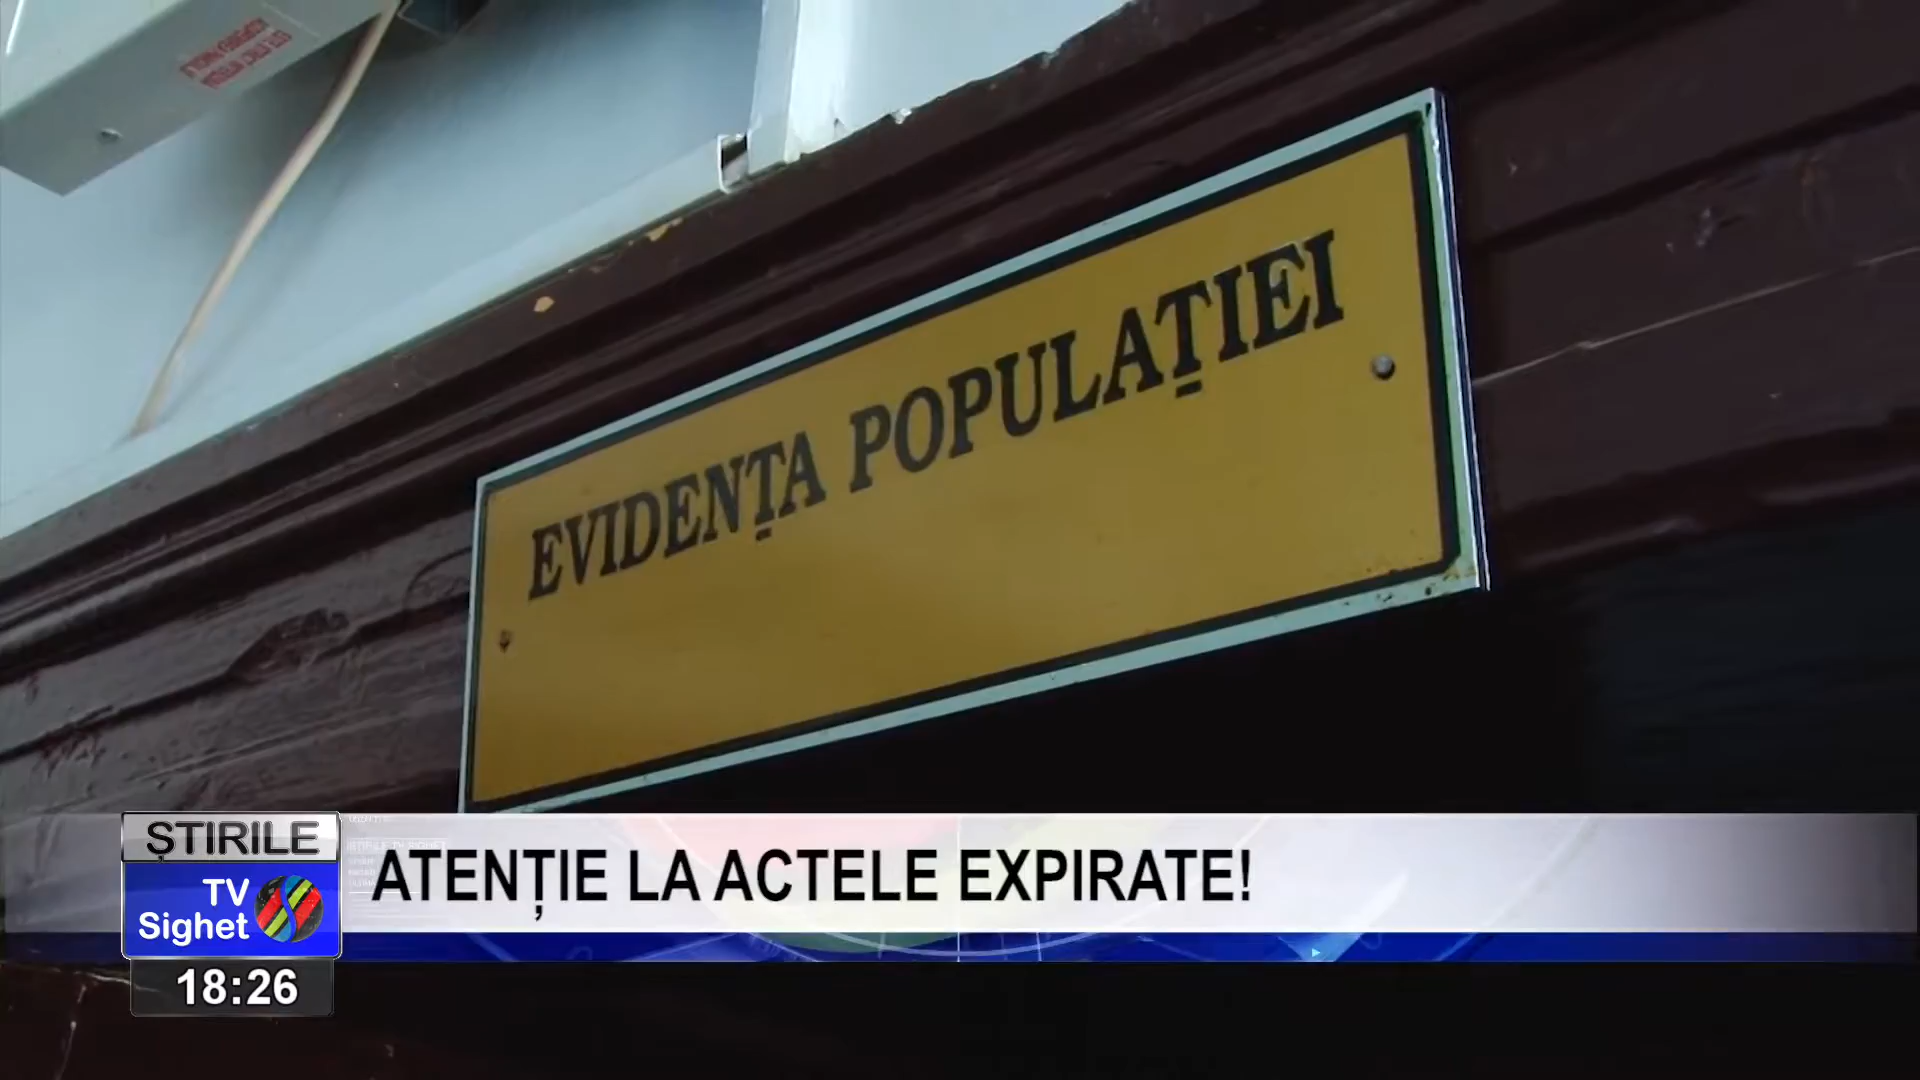 EVIDENȚA POPULAȚIEI
ȘTIRILE
TV
Sighet
ATENȚIE LA ACTELE EXPIRATE!
18:26